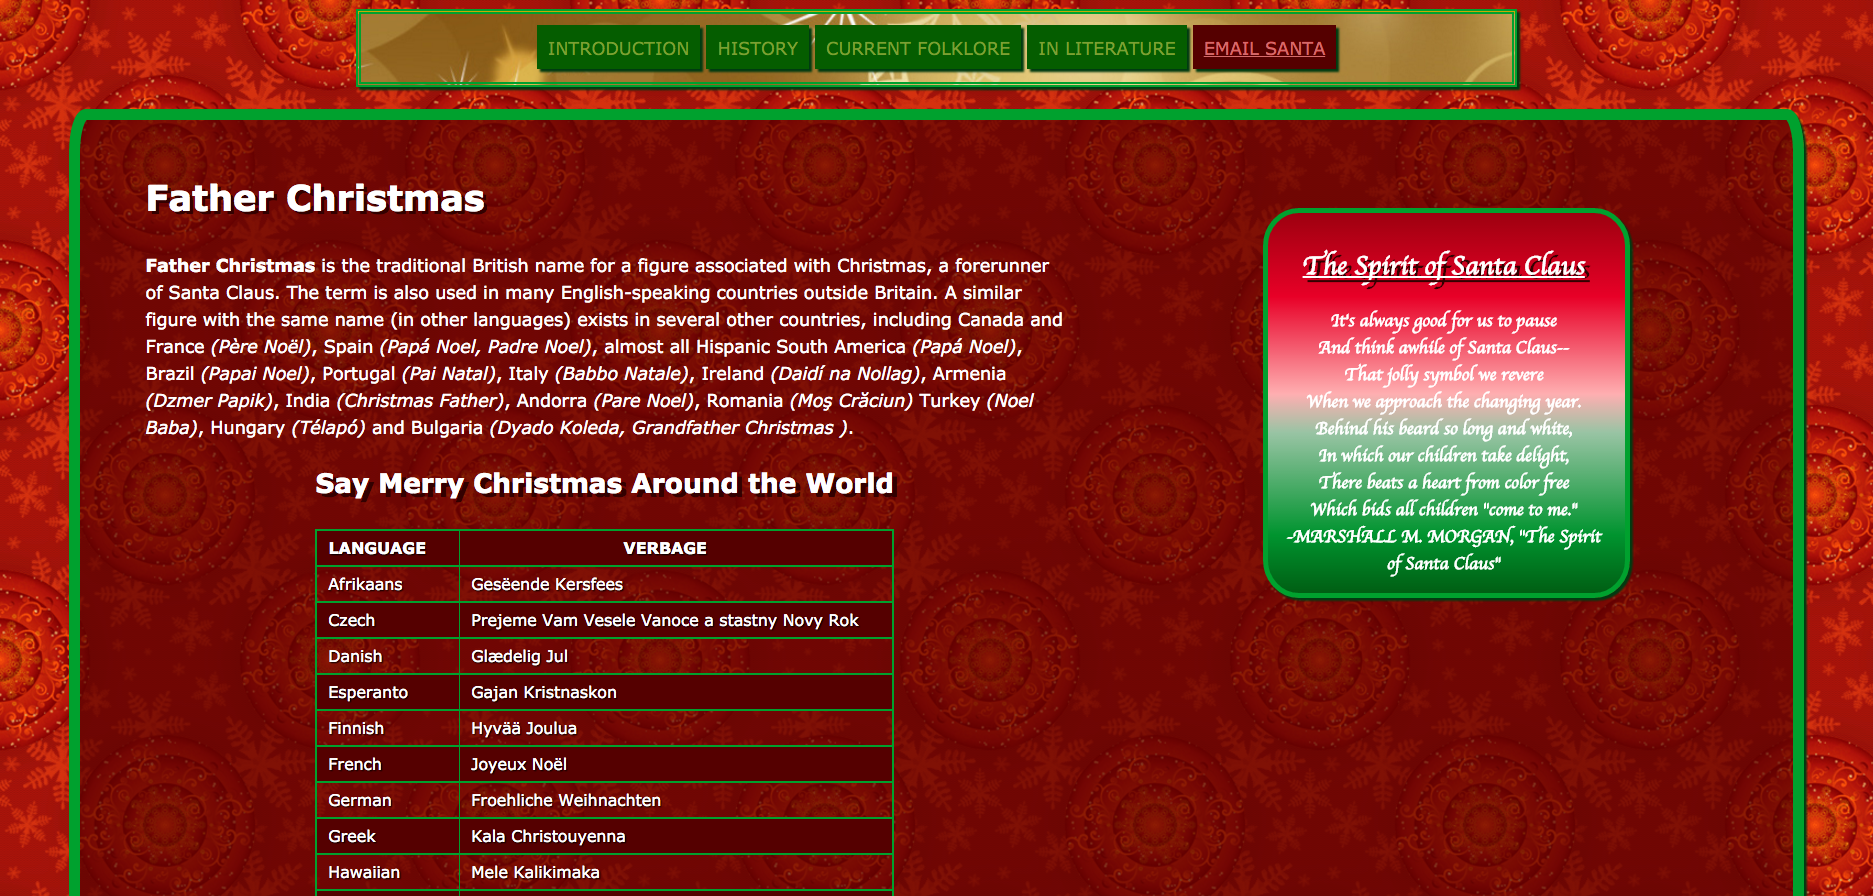 INTRODUCTION HISTORY CURRENT FOLKLORE IN LITERATURE EMAIL SANTA
Father Christmas
Father Christmas is the traditional British name for a figure associated with Christmas, a forerunner
of Santa Claus. The term is also used in many English-speaking countries outside Britain. A similar
figure with the same name (in other languages) exists in several other countries, including Canada and
France (Père Noël), Spain (Papá Noel, Padre Noel), almost all Hispanic South America (Papá Noel),
Brazil (Papai Noel), Portugal (Pai Natal), Italy (Babbo Natale), Ireland (Daidí na Nollag), Armenia
(Dzmer Papik), India (Christmas Father), Andorra (Pare Noel), Romania (Moş Crăciun) Turkey (Noel
Baba), Hungary (Télapó) and Bulgaria (Dyado Koleda, Grandfather Christmas ).
Say Merry Christmas Around the World
LANGUAGE VERBAGE
Afrikaans Gesëende Kersfees
Czech Prejeme Vam Vesele Vanoce a stastny Novy Rok
Danish Glædelig Jul
Esperanto Gajan Kristnaskon
Finnish Hyvää Joulua
French Joyeux Noël
German Froehliche Weihnachten
Greek Kala Christouyenna
Hawaiian Mele Kalikimaka
The Spirit of Santa Claus
It's always good for us to pause
And think awhile of Santa Claus--
That jolly symbol we revere
When we approach the changing year.
Behind his beard so long and white,
In which our children take delight,
There beats a heart from color free
Which bids all children "come to me."
-MARSHALL M. MORGAN, "The Spirit
of Santa Claus"